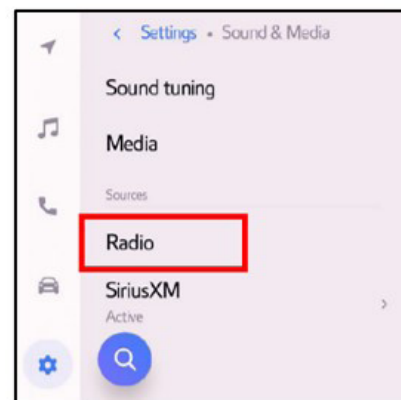 Settings • Sound & Media
Sound tuning
Media
Sources
Radio
SiriusXM
Active